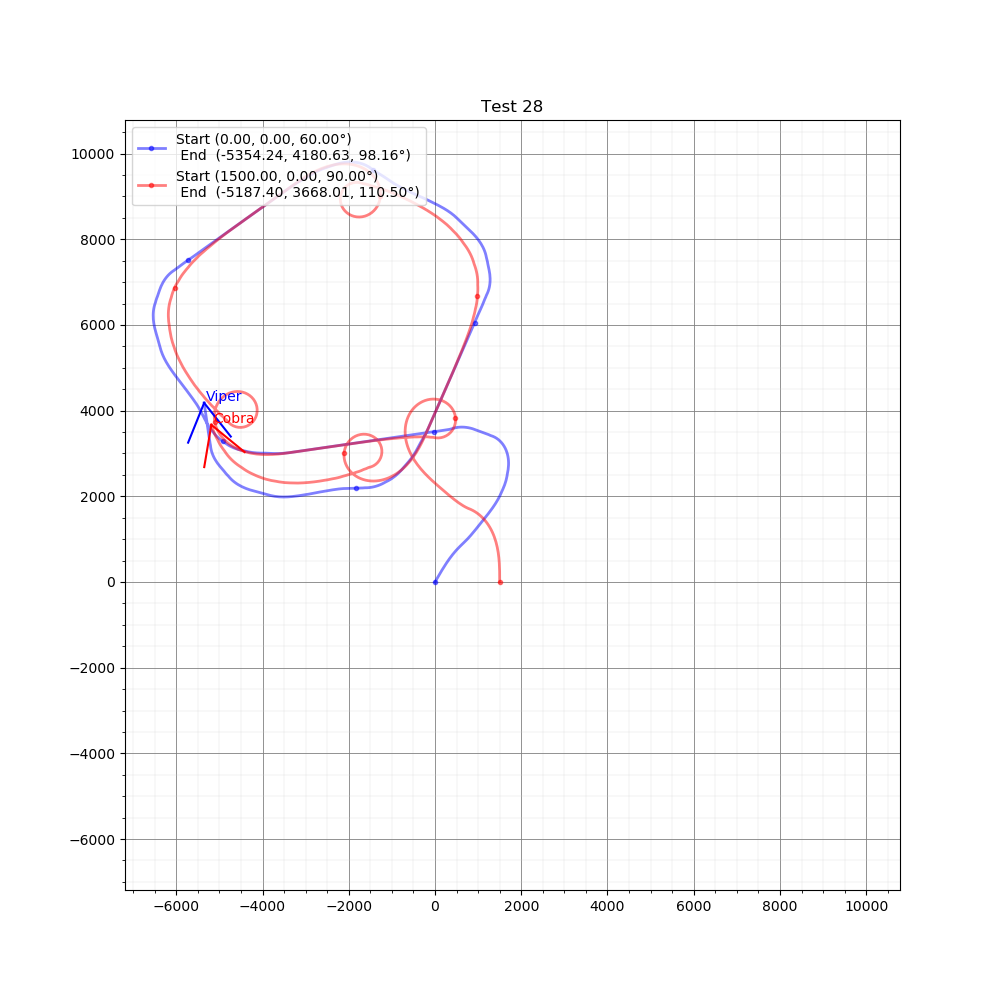 Test 28
Start (0.00, 0.00, 60.00°)
End (-5354.24, 4180.63, 98.16°)
Start (1500.00, 0.00, 90.00°)
End (-5187.40, 3668.01, 110.50°)
10000
8000
6000
4000
2000
0
−2000
−4000
−6000
Viper
Cobra
−6000 −4000 −2000 0 2000 4000 6000 8000 10000